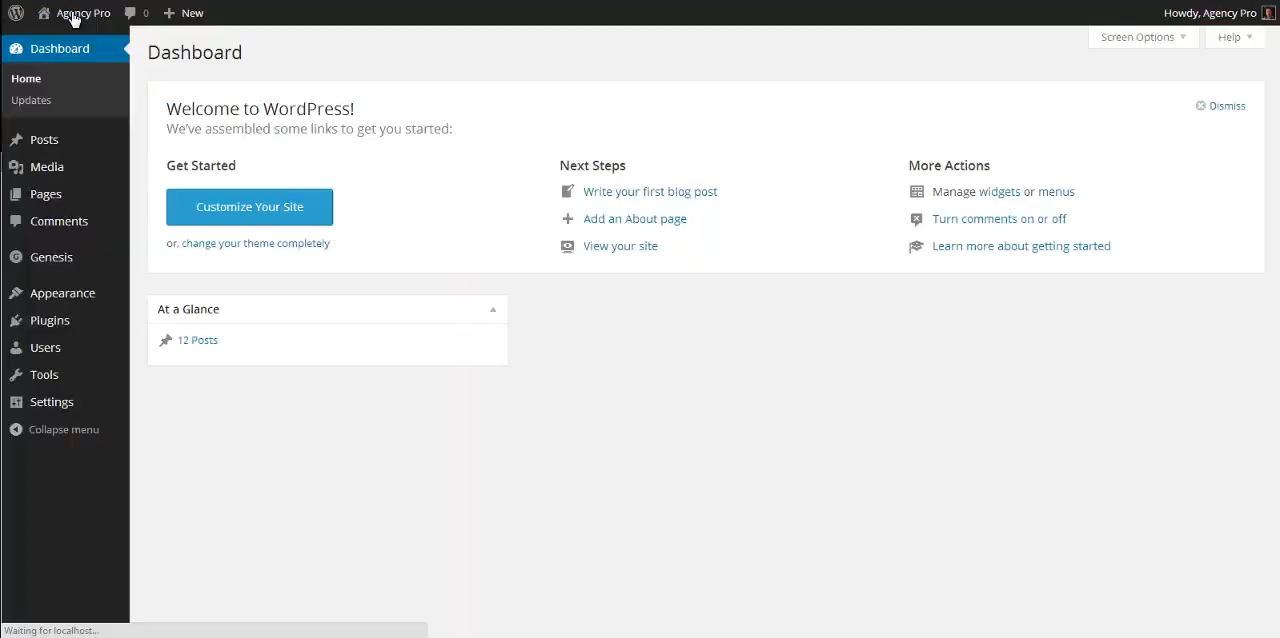 Agency Pro 0 + New Howdy, Agency Pro
Dashboard
Home
Updates
Posts
Media
Pages
Comments
Genesis
Appearance
Plugins
Users
Tools
Settings
Collapse menu
Screen Options Help
Dashboard
Welcome to WordPress!
Dismiss
We've assembled some links to get you started:
Get Started
Customize Your Site
or, change your theme completely
Next Steps
Write your first blog post
Add an About page
View your site
More Actions
Manage widgets or menus
Turn comments on or off
Learn more about getting started
At a Glance
12 Posts
Waiting for localhost...